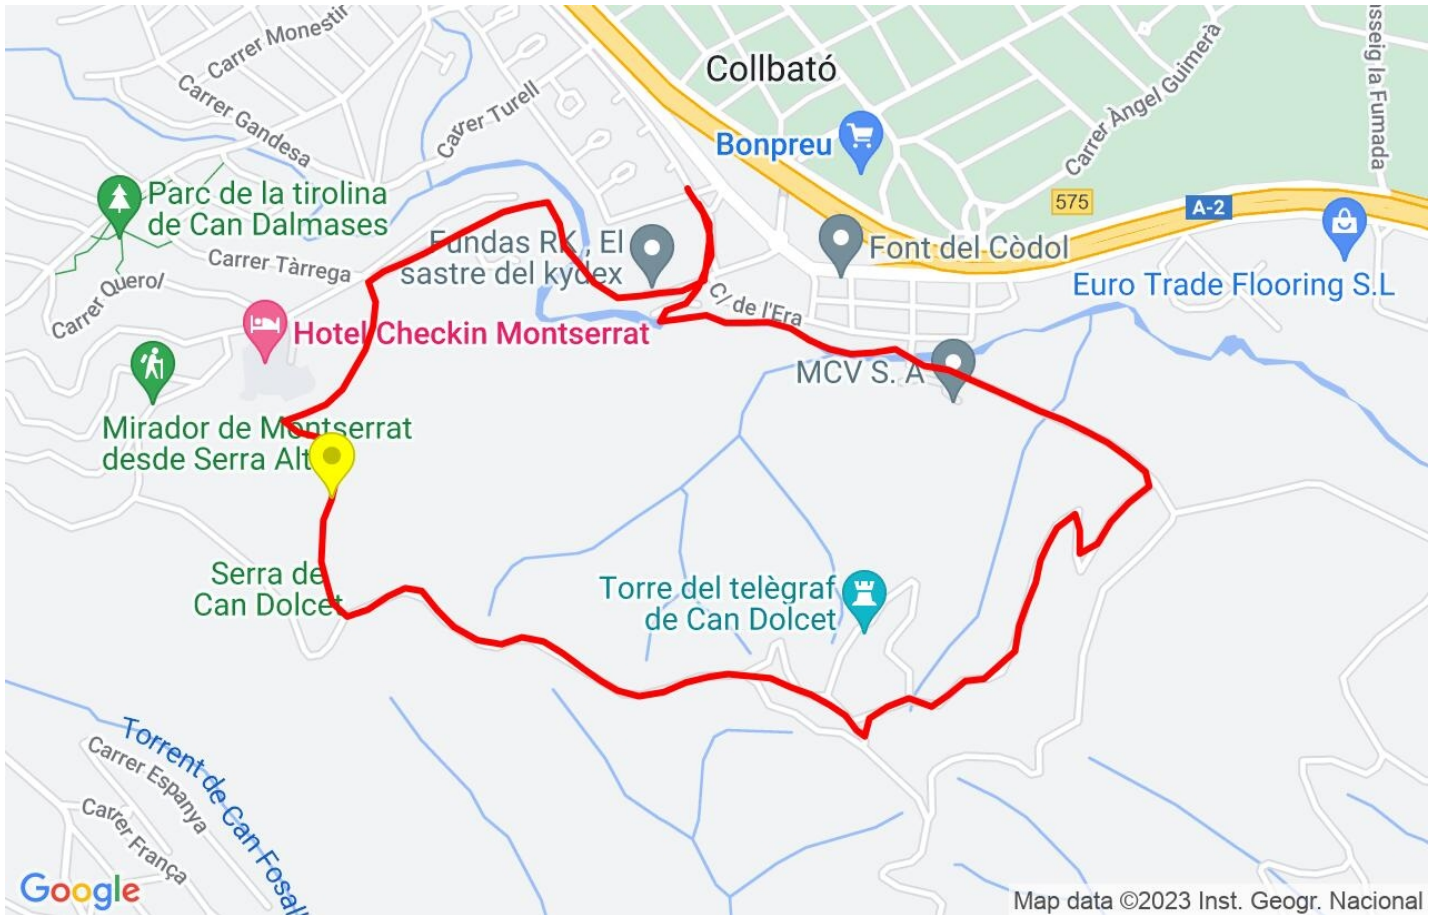 Carrer Monestir
Collbató
Carrer Gandesa
Carrer Turell
Carrer Àngel Guimerà
asseig la Fumada
Bonpreu
Parc de la tirolina
de Can Dalmases
575
A-2
Fundas RK , El
sastre del kydex
Font del Còdol
Carrer Tàrrega
Carrer Querol
C/ de l'Era
Euro Trade Flooring S.L
Hotel Checkin Montserrat
MCV S. A
Mirador de Montserrat
desde Serra Alt
Serra de
Can Dolcet
Torre del telègraf
de Can Dolcet
Torrent de Can Fosall
Carrer Espanya
Carrer França
Google
Map data ©2023 Inst. Geogr. Nacional